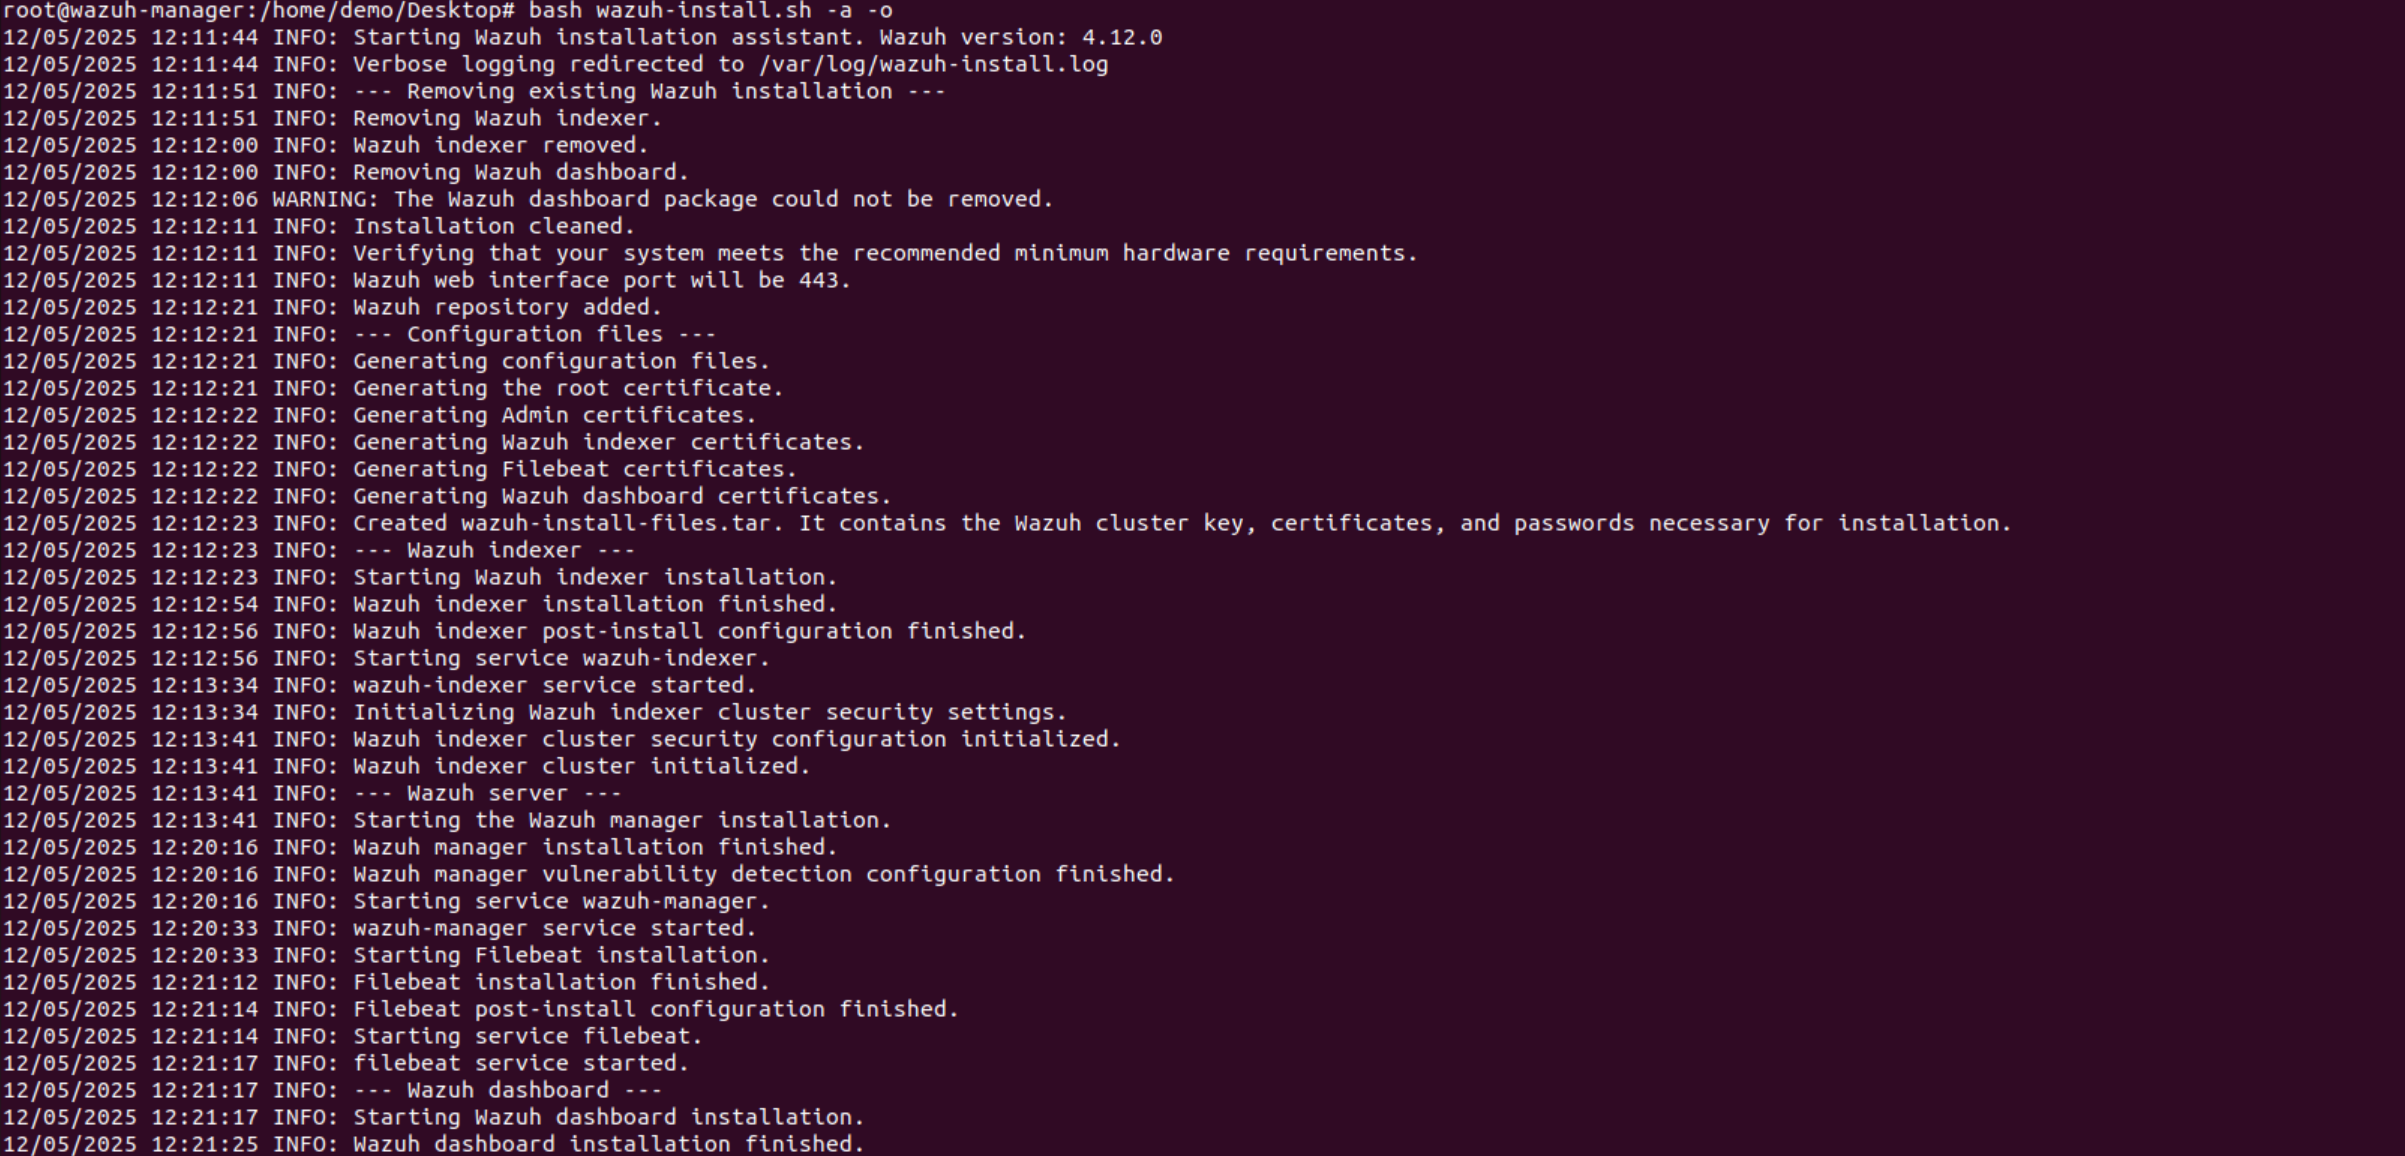 root@wazuh-manager:/home/demo/Desktop# bash wazuh-install.sh -a -o
12/05/2025 12:11:44 INFO: Starting Wazuh installation assistant. Wazuh version: 4.12.0
12/05/2025 12:11:44 INFO: Verbose logging redirected to /var/log/wazuh-install.log
12/05/2025 12:11:51 INFO: --- Removing existing Wazuh installation ---
12/05/2025 12:11:51 INFO: Removing Wazuh indexer.
12/05/2025 12:12:00 INFO: Wazuh indexer removed.
12/05/2025 12:12:00 INFO: Removing Wazuh dashboard.
12/05/2025 12:12:06 WARNING: The Wazuh dashboard package could not be removed.
12/05/2025 12:12:11 INFO: Installation cleaned.
12/05/2025 12:12:11 INFO: Verifying that your system meets the recommended minimum hardware requirements.
12/05/2025 12:12:11 INFO: Wazuh web interface port will be 443.
12/05/2025 12:12:21 INFO: Wazuh repository added.
12/05/2025 12:12:21 INFO: --- Configuration files ---
12/05/2025 12:12:21 INFO: Generating configuration files.
12/05/2025 12:12:21 INFO: Generating the root certificate.
12/05/2025 12:12:22 INFO: Generating Admin certificates.
12/05/2025 12:12:22 INFO: Generating Wazuh indexer certificates.
12/05/2025 12:12:22 INFO: Generating Filebeat certificates.
12/05/2025 12:12:22 INFO: Generating Wazuh dashboard certificates.
12/05/2025 12:12:23 INFO: Created wazuh-install-files.tar. It contains the Wazuh cluster key, certificates, and passwords necessary for installation.
12/05/2025 12:12:23 INFO: --- Wazuh indexer ---
12/05/2025 12:12:23 INFO: Starting Wazuh indexer installation.
12/05/2025 12:12:54 INFO: Wazuh indexer installation finished.
12/05/2025 12:12:56 INFO: Wazuh indexer post-install configuration finished.
12/05/2025 12:12:56 INFO: Starting service wazuh-indexer.
12/05/2025 12:13:34 INFO: wazuh-indexer service started.
12/05/2025 12:13:34 INFO: Initializing Wazuh indexer cluster security settings.
12/05/2025 12:13:41 INFO: Wazuh indexer cluster security configuration initialized.
12/05/2025 12:13:41 INFO: Wazuh indexer cluster initialized.
12/05/2025 12:13:41 INFO: --- Wazuh server ---
12/05/2025 12:13:41 INFO: Starting the Wazuh manager installation.
12/05/2025 12:20:16 INFO: Wazuh manager installation finished.
12/05/2025 12:20:16 INFO: Wazuh manager vulnerability detection configuration finished.
12/05/2025 12:20:16 INFO: Starting service wazuh-manager.
12/05/2025 12:20:33 INFO: wazuh-manager service started.
12/05/2025 12:20:33 INFO: Starting Filebeat installation.
12/05/2025 12:21:12 INFO: Filebeat installation finished.
12/05/2025 12:21:14 INFO: Filebeat post-install configuration finished.
12/05/2025 12:21:14 INFO: Starting service filebeat.
12/05/2025 12:21:17 INFO: filebeat service started.
12/05/2025 12:21:17 INFO: --- Wazuh dashboard ---
12/05/2025 12:21:17 INFO: Starting Wazuh dashboard installation.
12/05/2025 12:21:25 INFO: Wazuh dashboard installation finished.